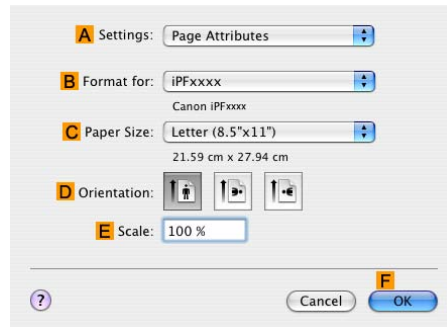 A Settings: Page Attributes
B Format for: iPFxxxx
Canon iPFxxxx
C Paper Size: Letter (8.5"x11")
21.59 cm x 27.94 cm
D Orientation:
E Scale: 100 %
F
? Cancel OK